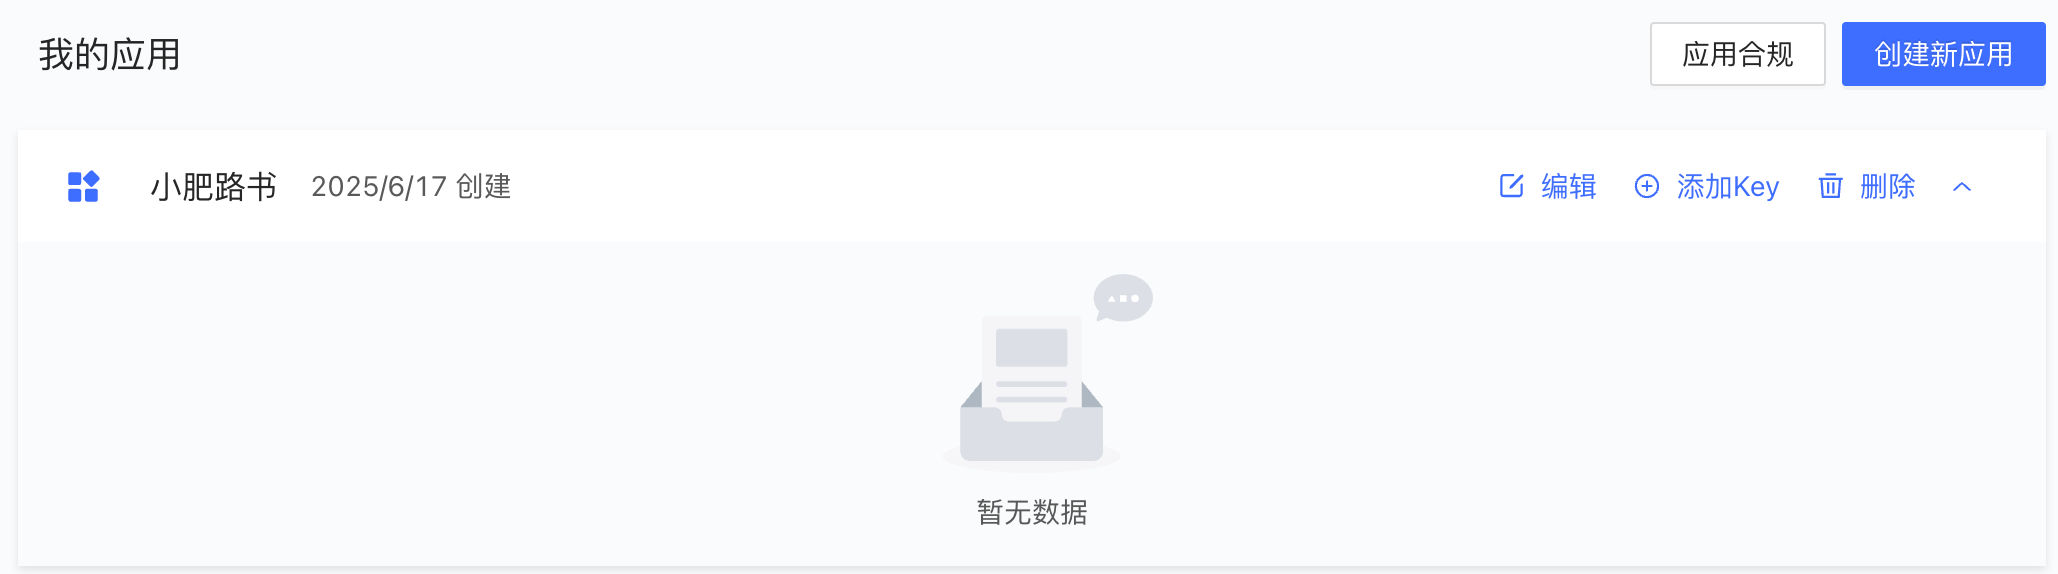 我的应用
应用合规
创建新应用
小肥路书 2025/6/17 创建
编辑
添加Key
删除
暂无数据